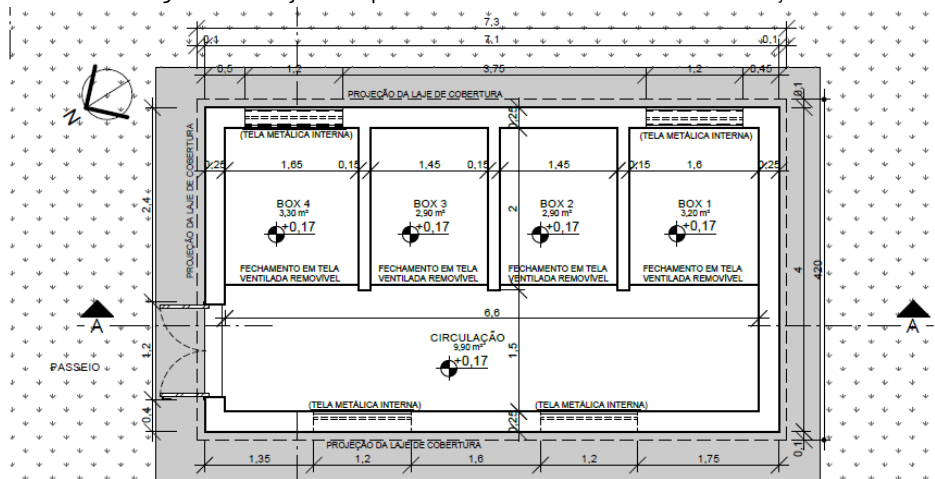 7,3
0,1 7,1 0,1
0,5 1,2 3,75 1,2 0,45
PROJEÇÃO DA LAJE DE COBERTURA
0,1
N
0,25
(TELA METÁLICA INTERNA) (TELA METÁLICA INTERNA)
0,25 1,65 0,15 1,45 0,15 1,45 0,15 1,6 0,25
PROJEÇÃO DA LAJE DE COBERTURA
2,4
BOX 4
3,30 m²
+0,17
BOX 3
2,90 m²
+0,17
BOX 2
2,90 m²
+0,17
BOX 1
3,20 m²
+0,17
2
4
420
FECHAMENTO EM TELA
VENTILADA REMOVÍVEL
FECHAMENTO EM TELA
VENTILADA REMOVÍVEL
FECHAMENTO EM TELA
VENTILADA REMOVÍVEL
FECHAMENTO EM TELA
VENTILADA REMOVÍVEL
A
6,6
A
CIRCULAÇÃO
9,90 m²
+0,17
1,5
1,2
PASSEIO
0,4
(TELA METÁLICA INTERNA) (TELA METÁLICA INTERNA)
0,25
PROJEÇÃO DA LAJE DE COBERTURA
0,1
1,35 1,2 1,6 1,2 1,75